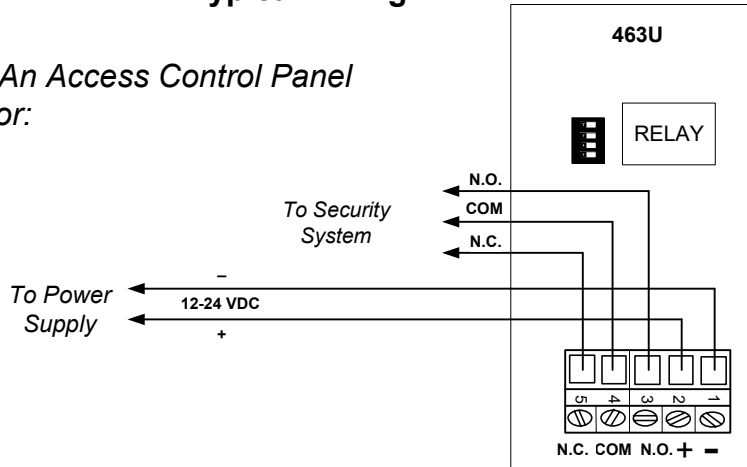 463U
An Access Control Panel
or:
RELAY
N.O.
To Security
System
COM
N.C.
To Power
Supply
–
12-24 VDC
+
5 4 3 2 1
N.C. COM N.O. + –